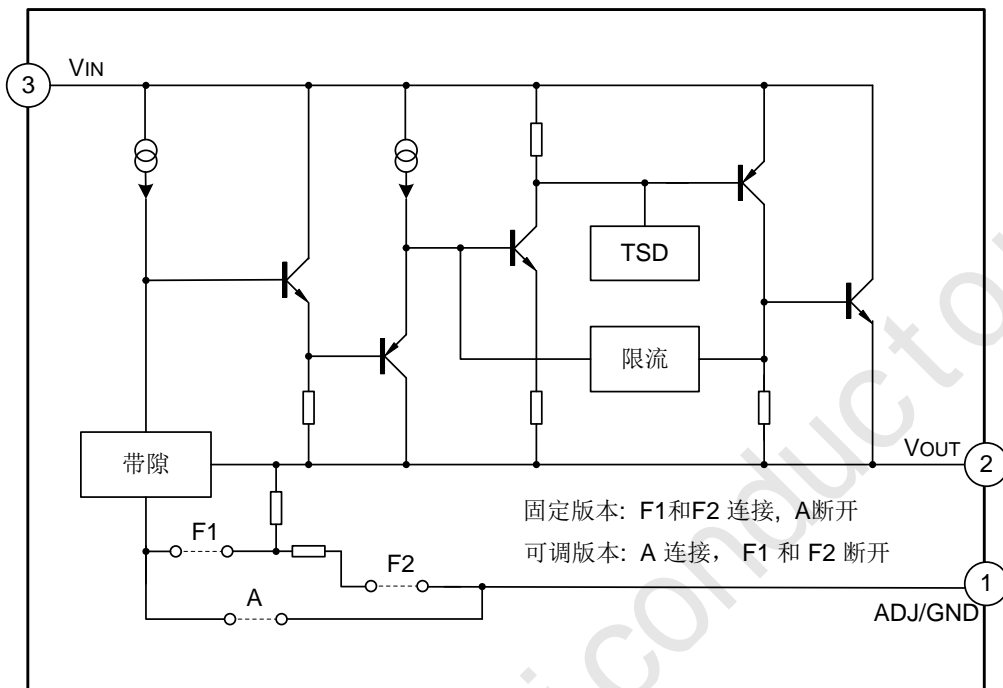 3
VIN
TSD
限流
带隙
VOUT
2
固定版本: F1和F2 连接, A断开
F1
可调版本: A 连接, F1 和 F2 断开
F2
1
A
ADJ/GND
iconducto